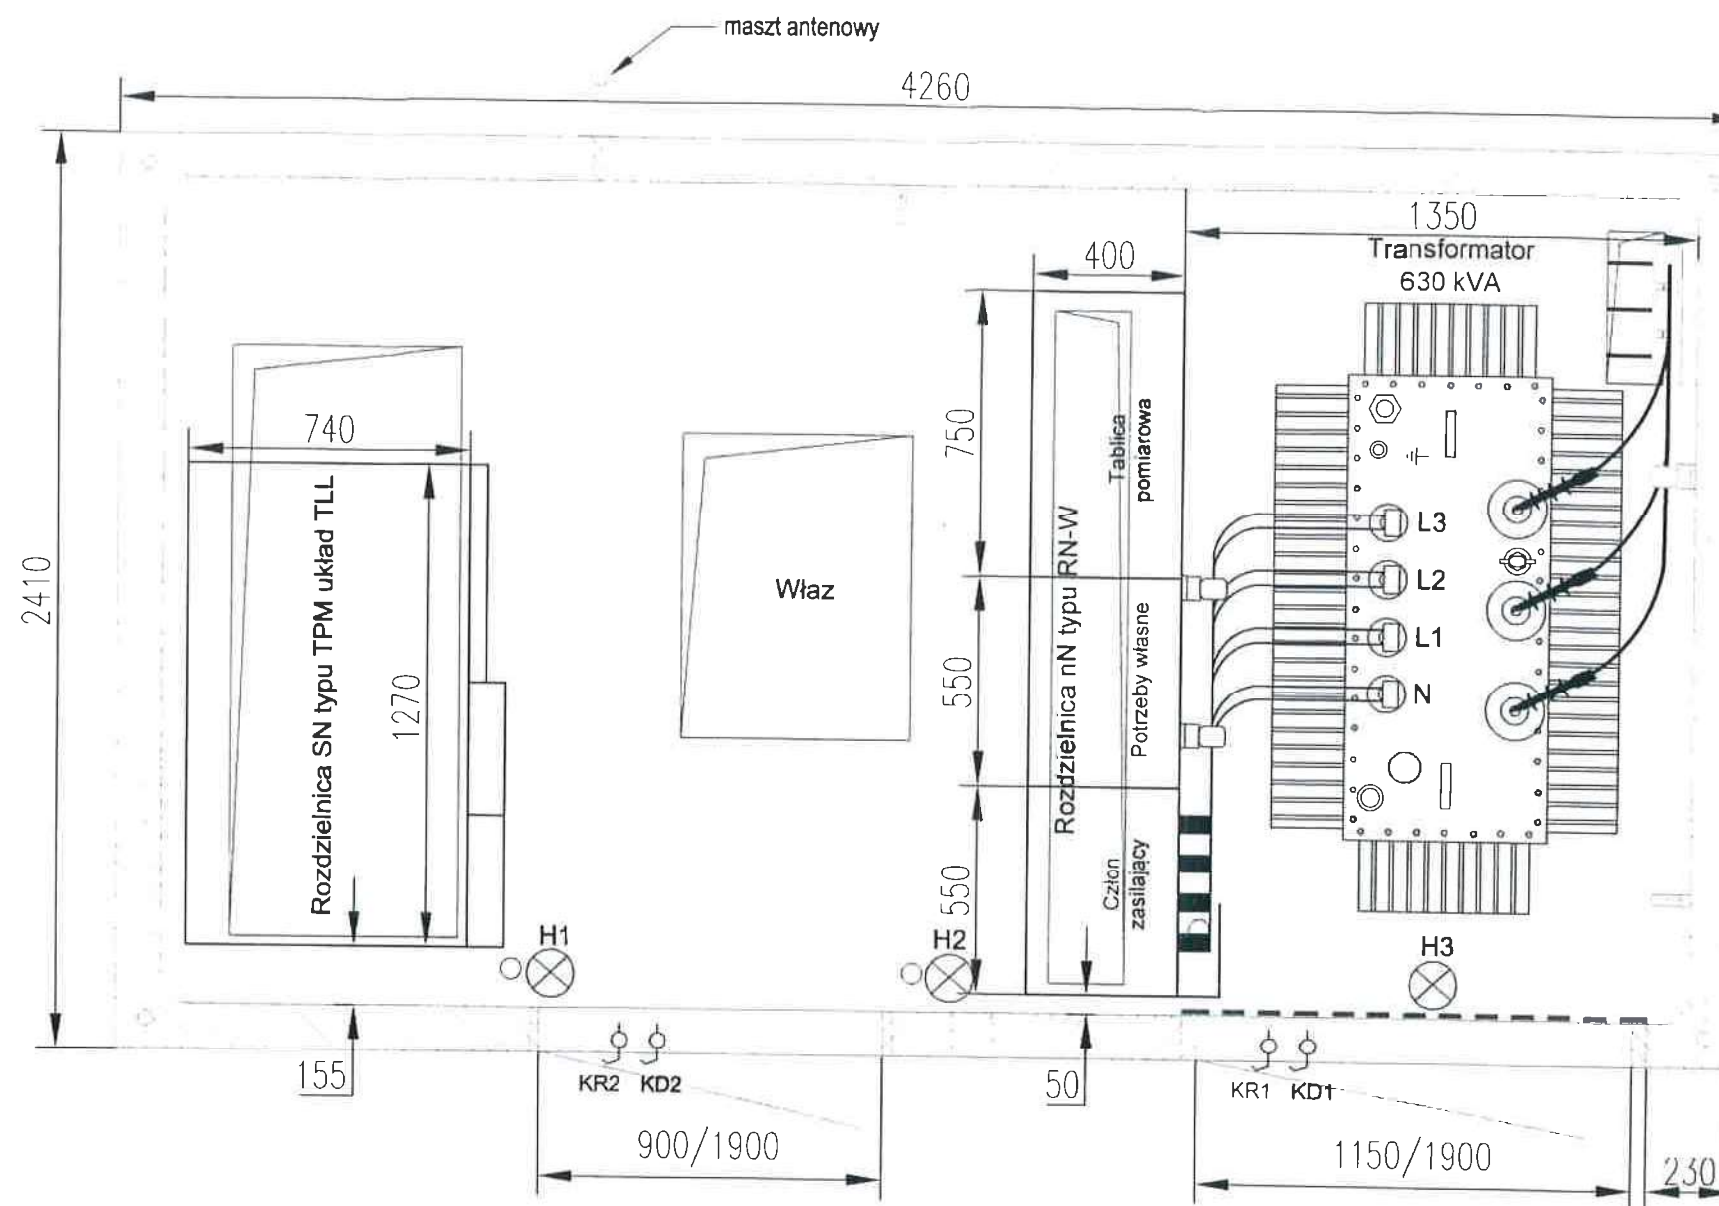 maszt antenowy
4260
1350
Transformator
630 kVA
400
740
750
Tablica
pomiarowa
L3
2410
Rozdzielnica SN typu TPM układ TLL
1270
Właz
550
Rozdzielnica nN typu RN-W
Potrzeby własne
L2
L1
N
550
Człon
zasilający
H1
H2
H3
155
KR2
KD2
50
KR1
KD1
900/1900
1150/1900
230